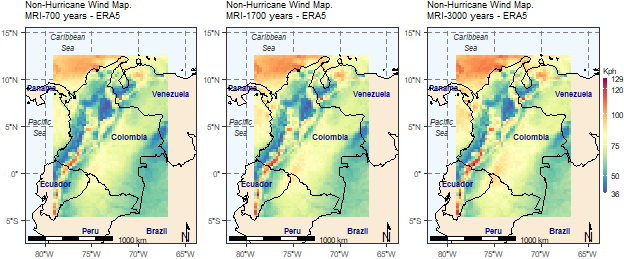 Non-Hurricane Wind Map.
MRI-700 years - ERA5
15°N
10°N
5°N
0°
5°S
Caribbean
Sea
Panama
Venezuela
Pacific
Sea
Colombia
Ecuador
Peru
Brazil
1000 km
N
80°W
75°W
70°W
65°W
Non-Hurricane Wind Map.
MRI-1700 years - ERA5
15°N
10°N
5°N
0°
5°S
Caribbean
Sea
Panama
Venezuela
Pacific
Sea
Colombia
Ecuador
Peru
Brazil
1000 km
N
80°W
75°W
70°W
65°W
Non-Hurricane Wind Map.
MRI-3000 years - ERA5
15°N
10°N
5°N
0°
5°S
Caribbean
Sea
Panama
Venezuela
Pacific
Sea
Colombia
Ecuador
Peru
Brazil
1000 km
N
80°W
75°W
70°W
65°W
Kph
129
120
100
75
50
36